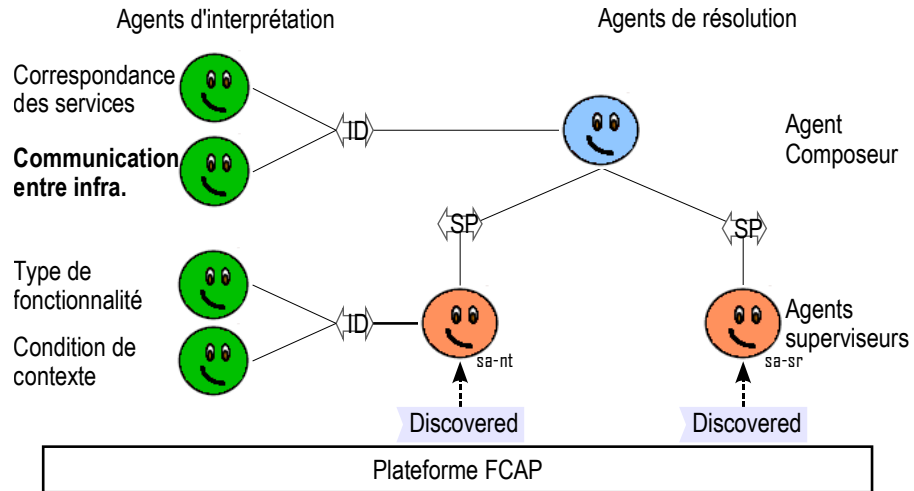 Agents d'interprétation
Agents de résolution
Correspondance
des services
Communication
entre infra.
ID
Agent
Composeur
SP
SP
Type de
fonctionnalité
Condition de
contexte
ID
sa-nt
sa-sr
Agents
superviseurs
Discovered
Discovered
Plateforme FCAP